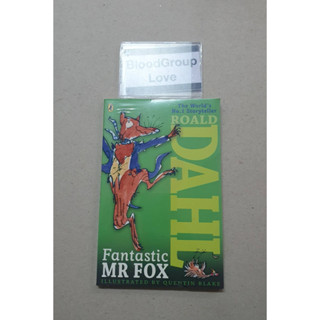 BloodGroup
Love
The World's
No.1 Storyteller
ROALD
DAHL
Fantastic
MR FOX
ILLUSTRATED BY QUENTIN BLAKE